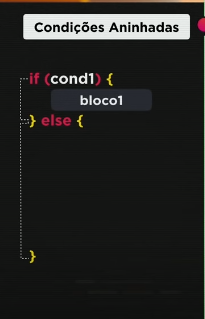 Condições Aninhadas
if (cond1) {
bloco1
} else {
}